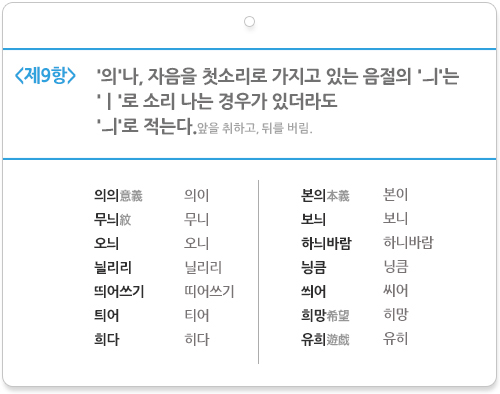 <제9항>
'의'나, 자음을 첫소리로 가지고 있는 음절의 'ㅢ'는
'ㅣ'로 소리 나는 경우가 있더라도
'ㅢ'로 적는다.앞을 취하고, 뒤를 버림.
의의意義 의이
무늬紋 무니
오늬 오니
늴리리 닐리리
띄어쓰기 띠어쓰기
틔어 티어
희다 히다
본의本義 본이
보늬 보니
하늬바람 하니바람
닁큼 닝큼
씌어 씨어
희망希望 히망
유희遊戱 유히